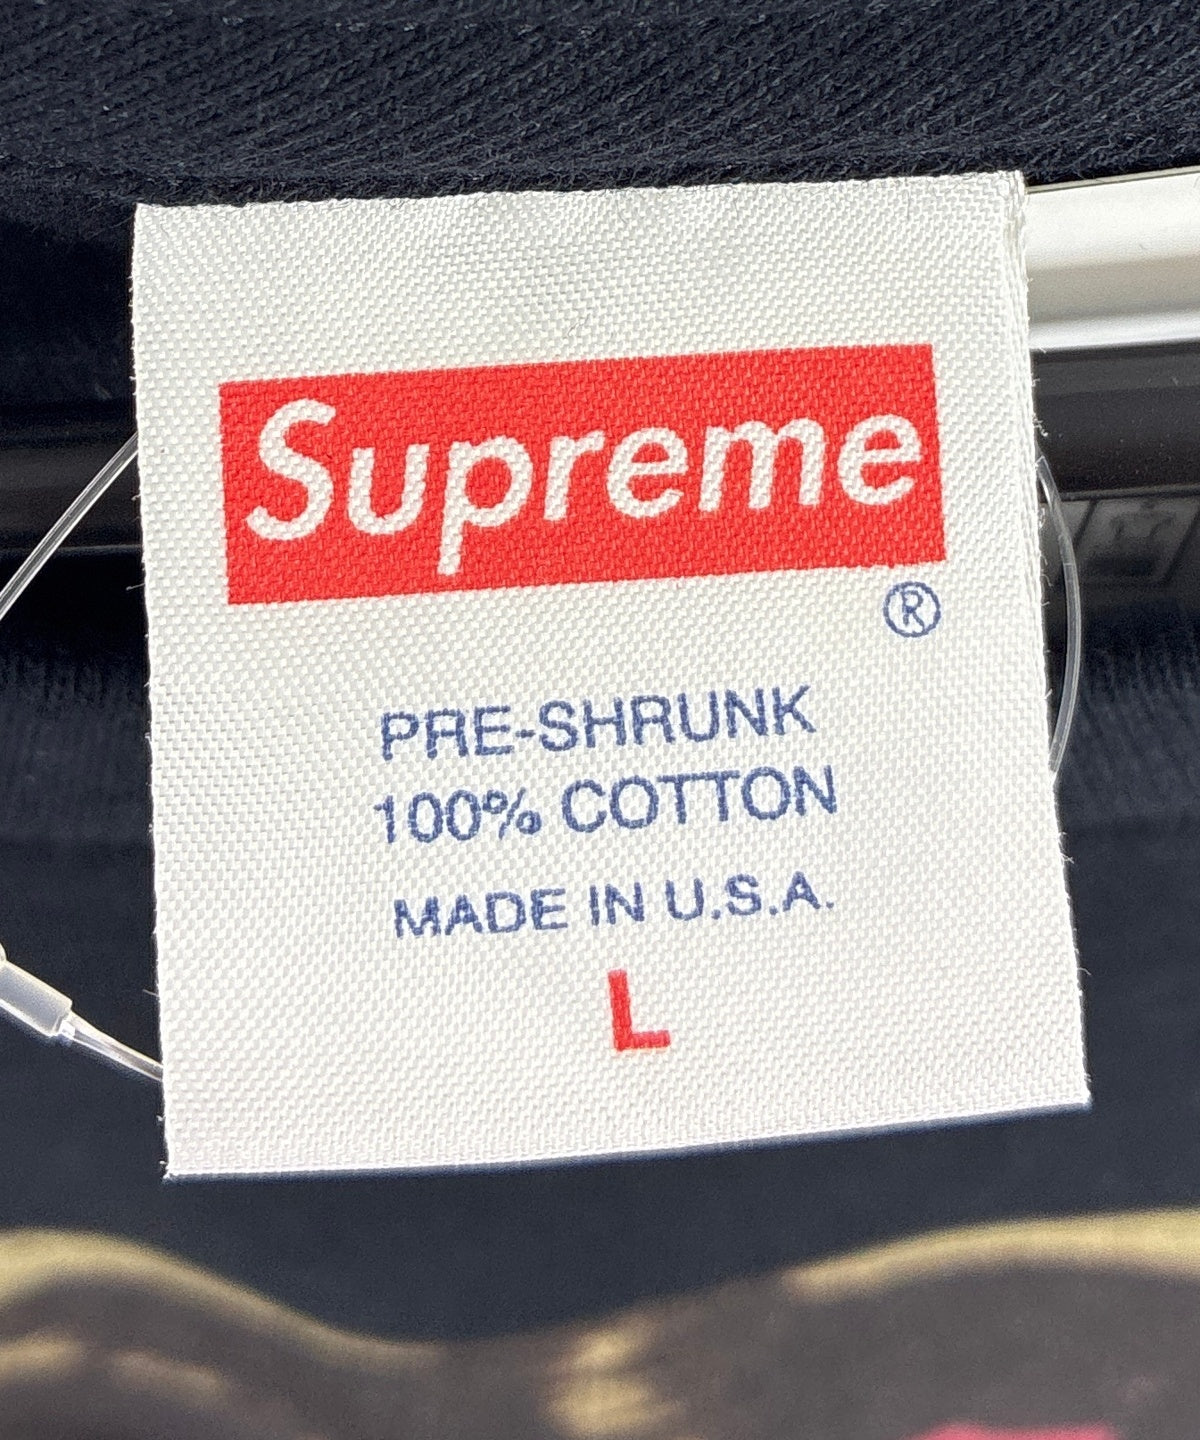 Supreme
®
PRE-SHRUNK
100% COTTON
MADE IN U.S.A.
L